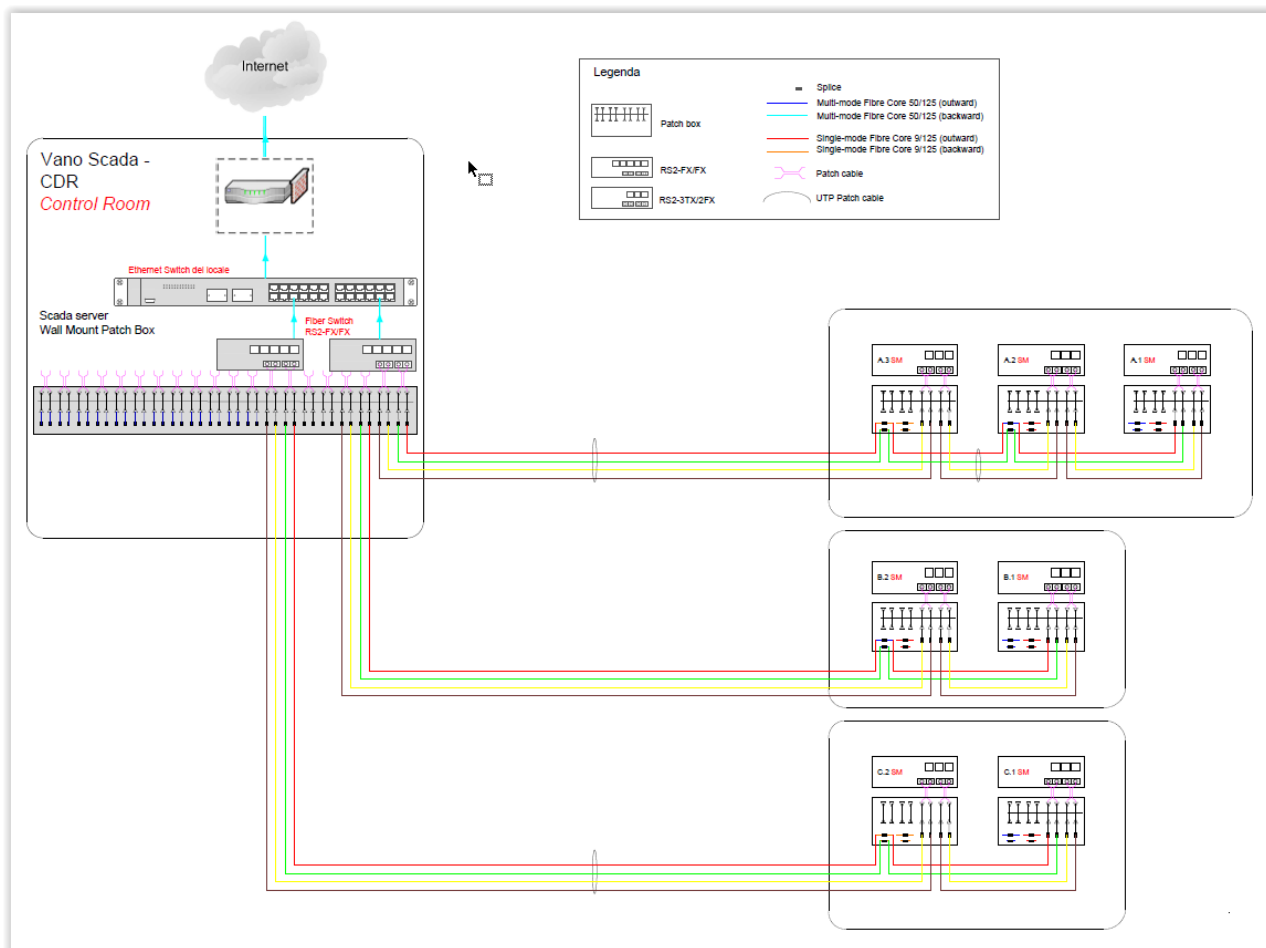 Internet
Vano Scada -
CDR
Control Room
Ethernet Switch del locale
Scada server
Wall Mount Patch Box
Fiber Switch
RS2-FX/FX
Legenda
Patch box
RS2-FX/FX
RS2-3TX/2FX
Splice
Multi-mode Fibre Core 50/125 (outward)
Multi-mode Fibre Core 50/125 (backward)
Single-mode Fibre Core 9/125 (outward)
Single-mode Fibre Core 9/125 (backward)
Patch cable
UTP Patch cable
A.3 SM
A.2 SM
A.1 SM
B.2 SM
B.1 SM
C.2 SM
C.1 SM